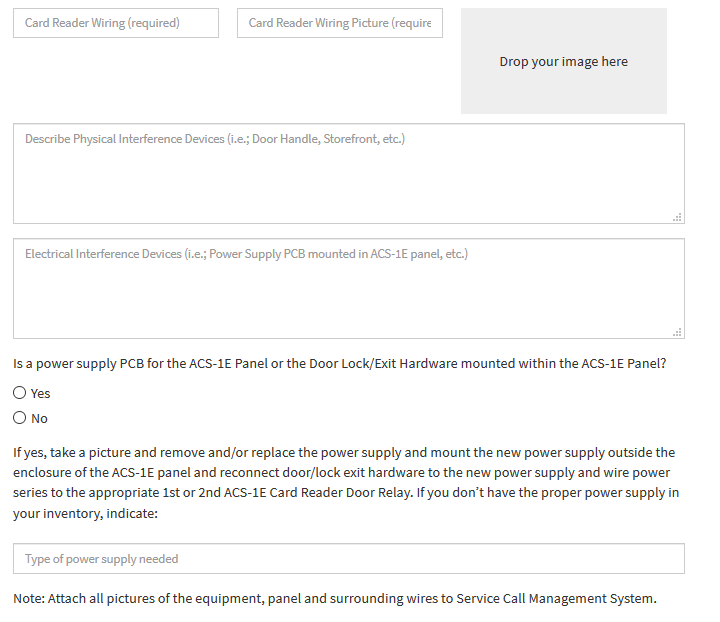 Card Reader Wiring (required)
Card Reader Wiring Picture (require
Drop your image here
Describe Physical Interference Devices (i.e.; Door Handle, Storefront, etc.)
Electrical Interference Devices (i.e.; Power Supply PCB mounted in ACS-1E panel, etc.)
Is a power supply PCB for the ACS-1E Panel or the Door Lock/Exit Hardware mounted within the ACS-1E Panel?
Yes
No
If yes, take a picture and remove and/or replace the power supply and mount the new power supply outside the
enclosure of the ACS-1E panel and reconnect door/lock exit hardware to the new power supply and wire power
series to the appropriate 1st or 2nd ACS-1E Card Reader Door Relay. If you don’t have the proper power supply in
your inventory, indicate:
Type of power supply needed
Note: Attach all pictures of the equipment, panel and surrounding wires to Service Call Management System.